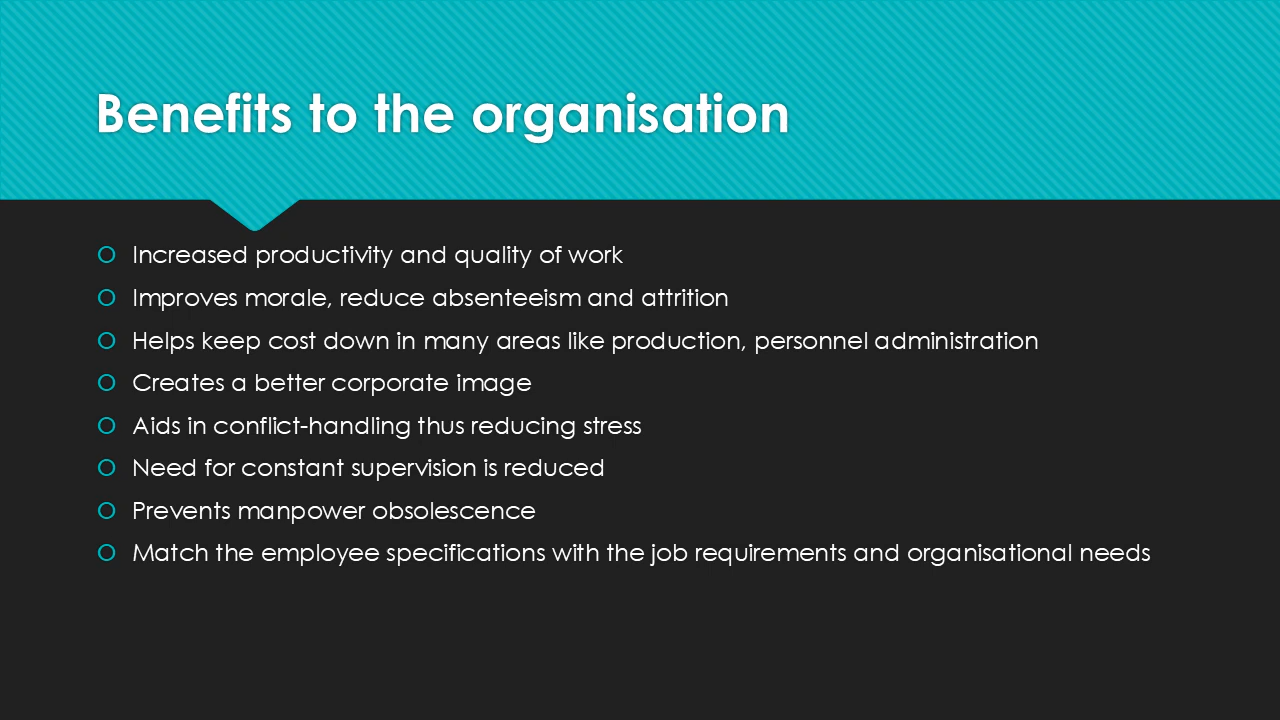 Benefits to the organisation
Increased productivity and quality of work
Improves morale, reduce absenteeism and attrition
Helps keep cost down in many areas like production, personnel administration
Creates a better corporate image
Aids in conflict-handling thus reducing stress
Need for constant supervision is reduced
Prevents manpower obsolescence
Match the employee specifications with the job requirements and organisational needs